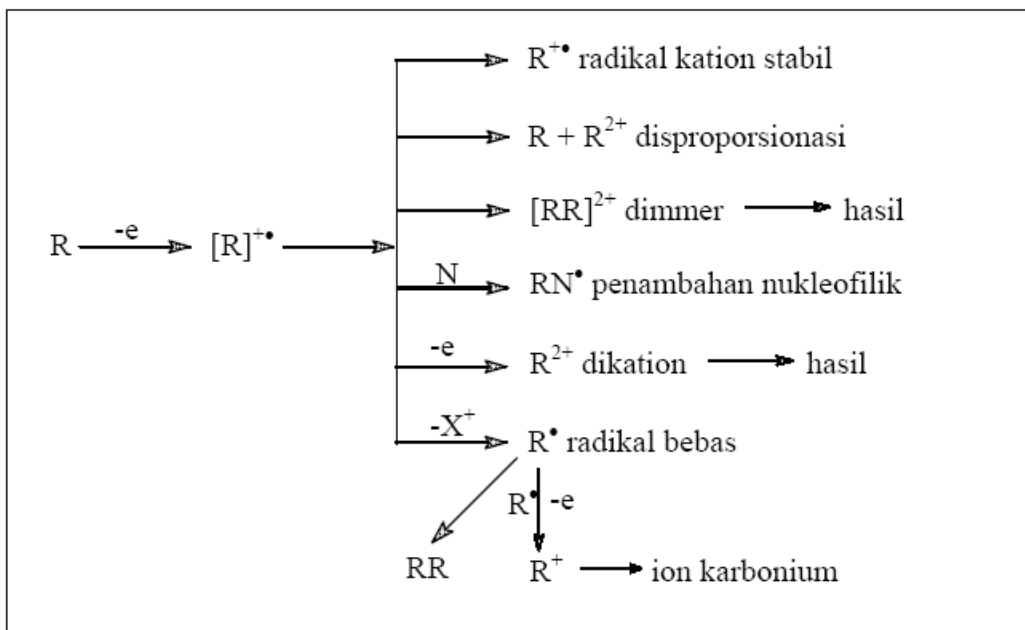 R⁺• radikal kation stabil
R + R²⁺ disproporsionasi
[RR]²⁺ dimmer hasil
R -e [R]⁺•
N RN• penambahan nukleofilik
-e R²⁺ dikation hasil
-X⁺ R• radikal bebas
R• -e
RR R⁺ ion karbonium